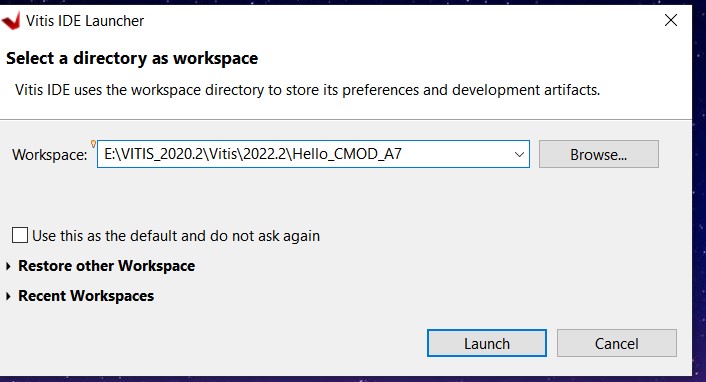 Vitis IDE Launcher
Select a directory as workspace
Vitis IDE uses the workspace directory to store its preferences and development artifacts.
Workspace: E:\VITIS_2020.2\Vitis\2022.2\Hello_CMOD_A7 Browse...
Use this as the default and do not ask again
Restore other Workspace
Recent Workspaces
Launch Cancel